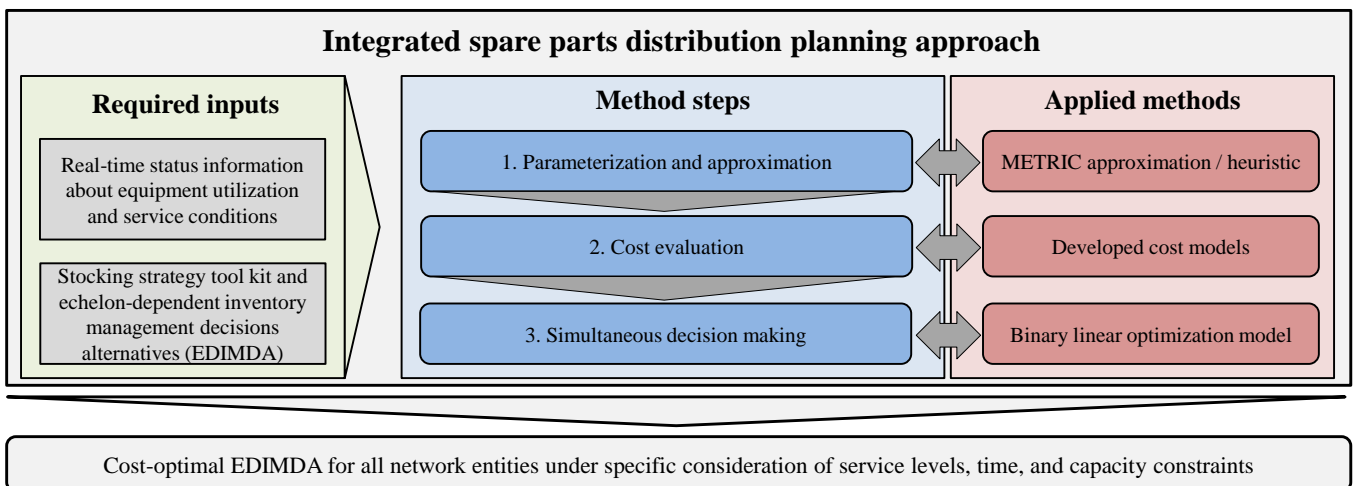 Integrated spare parts distribution planning approach
Required inputs
Real-time status information
about equipment utilization
and service conditions
Stocking strategy tool kit and
echelon-dependent inventory
management decisions
alternatives (EDIMDA)
Method steps
1. Parameterization and approximation
2. Cost evaluation
3. Simultaneous decision making
Applied methods
METRIC approximation / heuristic
Developed cost models
Binary linear optimization model
Cost-optimal EDIMDA for all network entities under specific consideration of service levels, time, and capacity constraints